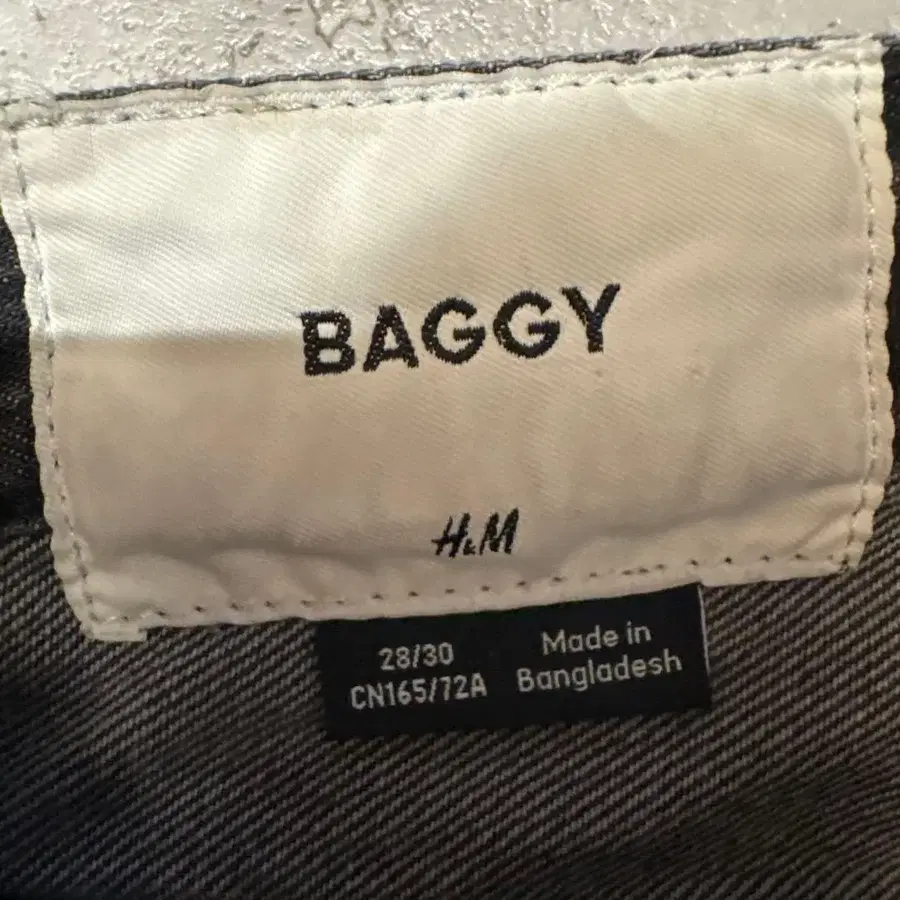 BAGGY
H&M
28/30
CN165/72A
Made in
Bangladesh